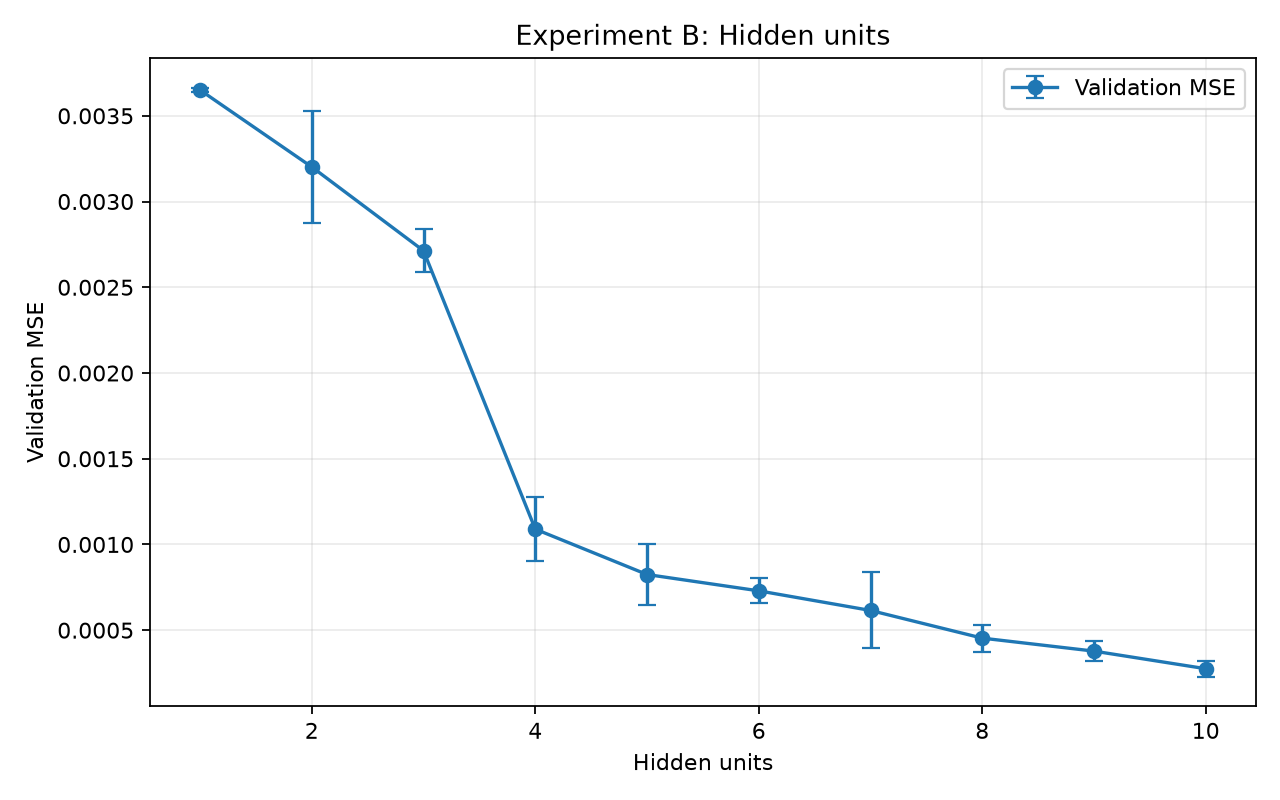 Experiment B: Hidden units
Validation MSE
0.0035
0.0030
0.0025
0.0020
0.0015
0.0010
0.0005
Validation MSE
2 4 6 8 10
Hidden units